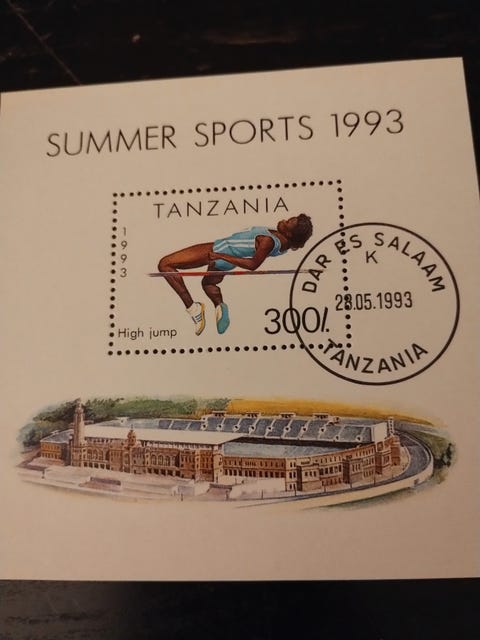 SUMMER SPORTS 1993
TANZANIA
1993
High jump
300/.
DAR ES SALAAM
K
28.05.1993
TANZANIA